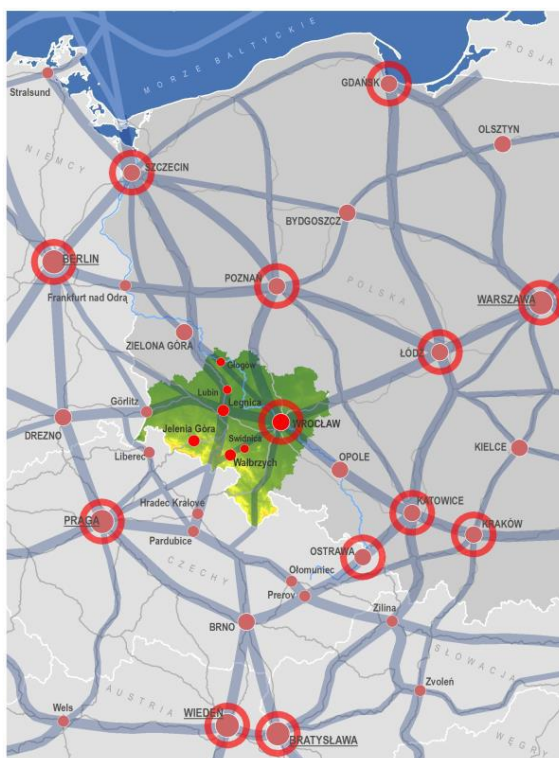 MORZE BAŁTYCKIE
ROSJA
Stralsund
GDAŃSK
OLSZTYN
NIEMCY
SZCZECIN
BYDGOSZCZ
BERLIN
POZNAŃ
POLSKA
Frankfurt nad Odrą
WARSZAWA
ZIELONA GÓRA
ŁÓDŹ
Głogów
Lubin
Görlitz
Legnica
WROCŁAW
DREZNO
Jelenia Góra
Świdnica
KIELCE
Liberec
Wałbrzych
OPOLE
Hradec Kralove
KATOWICE
PRAGA
KRAKÓW
Pardubice
OSTRAWA
CZECHY
Ołomuniec
Prerov
BRNO
Zilina
SŁOWACJA
AUSTRIA
Zvoleń
Wels
WIEDEŃ
BRATYSŁAWA
WĘGRY